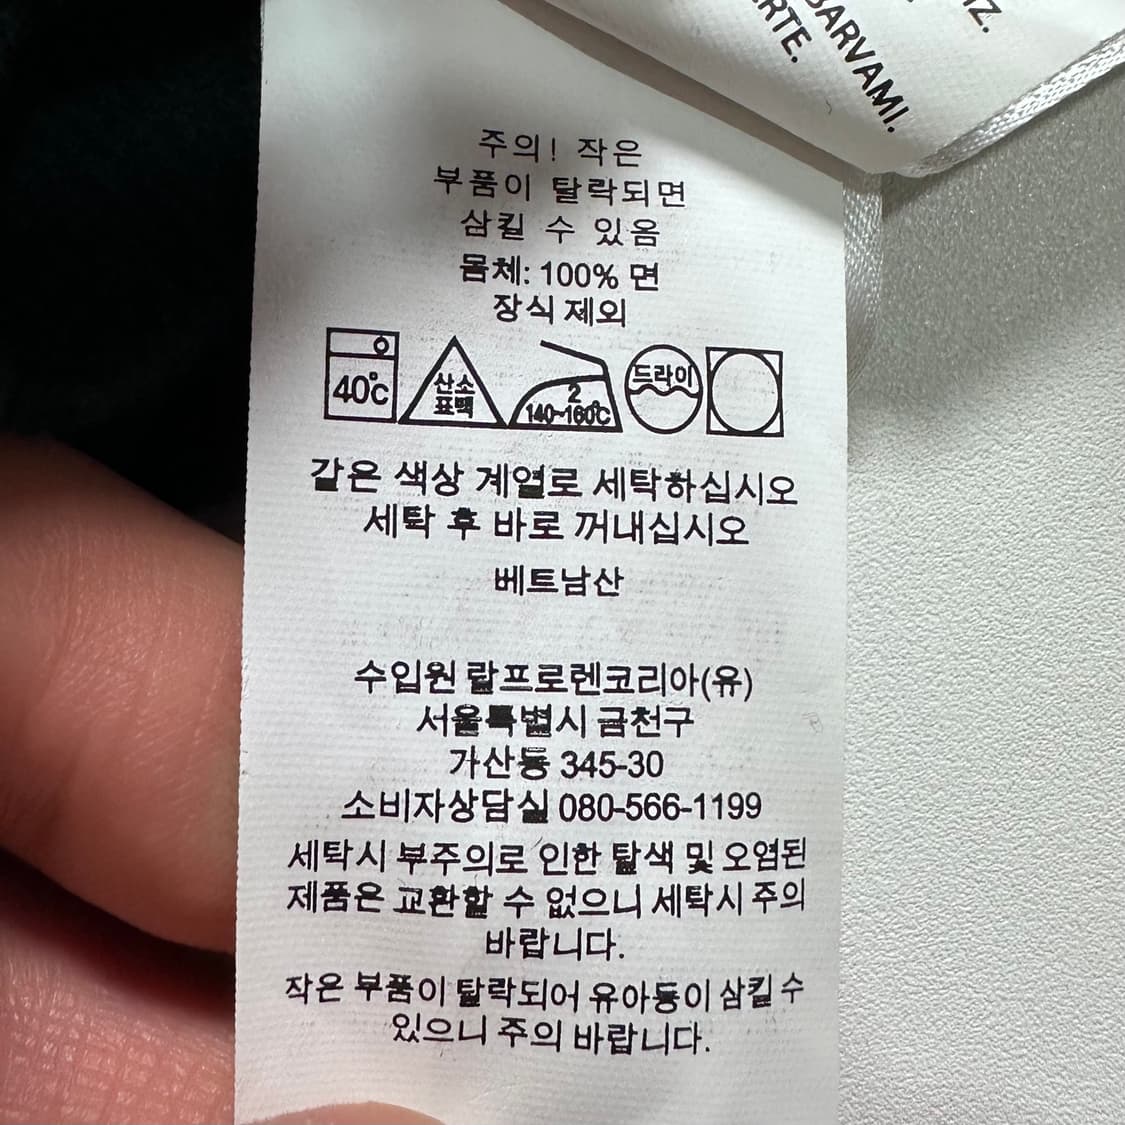 IZ.
BARVAMI.
RTE.
주의! 작은
부품이 탈락되면
삼킬 수 있옴
몸체: 100% 면
장식 제외
40°C
산소
표백
2
140~160°C
드라이
같은 색상 계열로 세탁하십시오
세탁 후 바로 꺼내십시오
베트남산
수입원 랄프로렌코리아(유)
서울특별시 금천구
가산동 345-30
소비자상담실 080-566-1199
세탁시 부주의로 인한 탈색 및 오염된
제품은 교환할 수 없으니 세탁시 주의
바랍니다.
작은 부품이 탈락되어 유아등이 삼킬 수
있으니 주의 바랍니다.